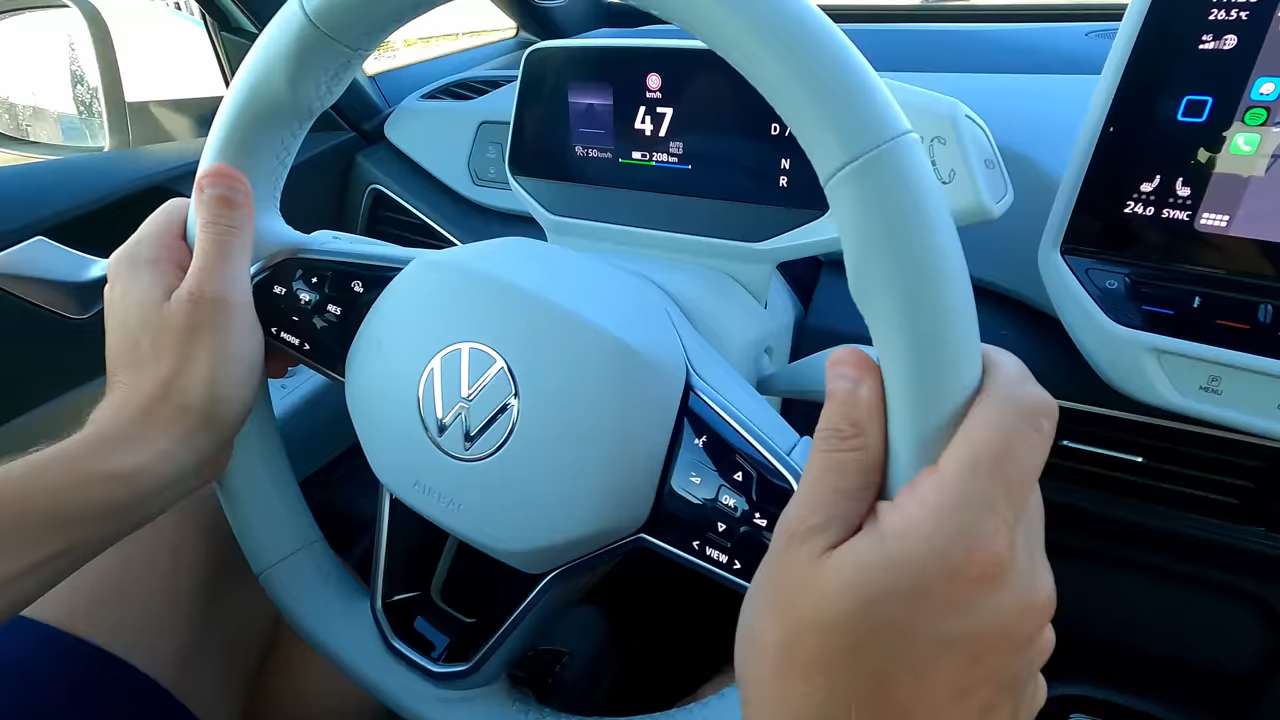 26.5°C
4G
km/h
47
D /
50 km/h
AUTO
HOLD
208 km
N
R
24.0 SYNC
SET
RES
< MODE >
AIRBAG
OK
< VIEW >
P
MENU